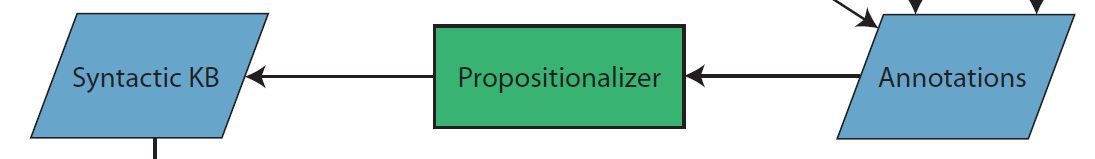 Syntactic KB
Propositionalizer
Annotations